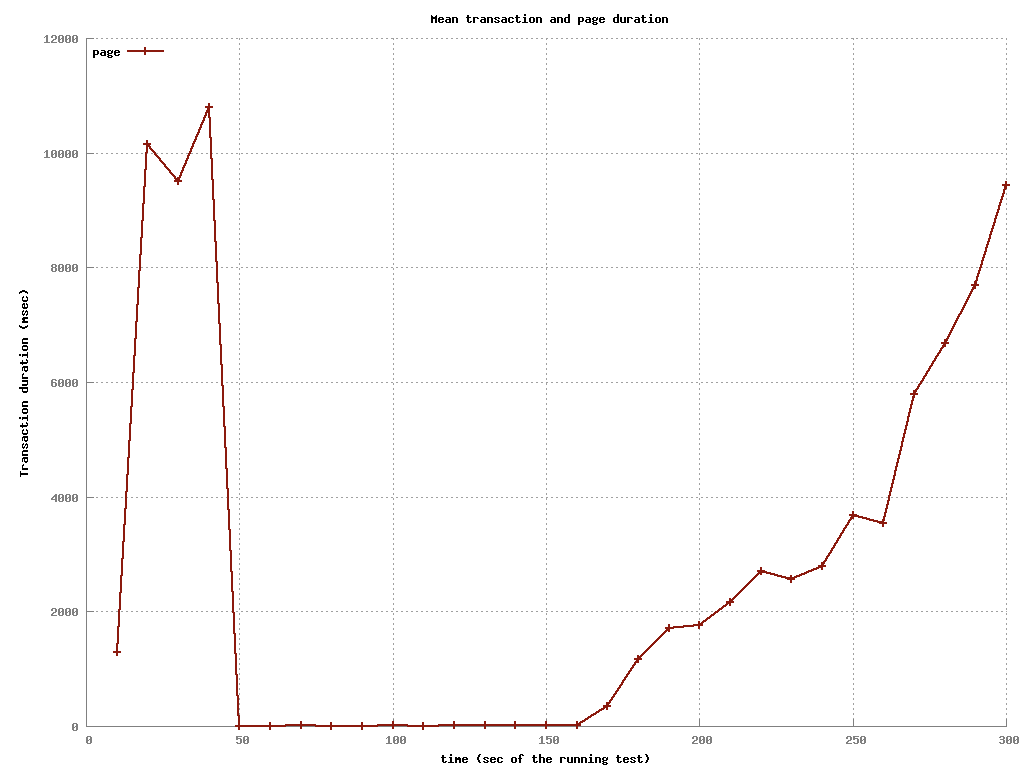 Mean transaction and page duration
12000
page
10000
8000
6000
4000
2000
0
Transaction duration (msec)
0 50 100 150 200 250 300
time (sec of the running test)